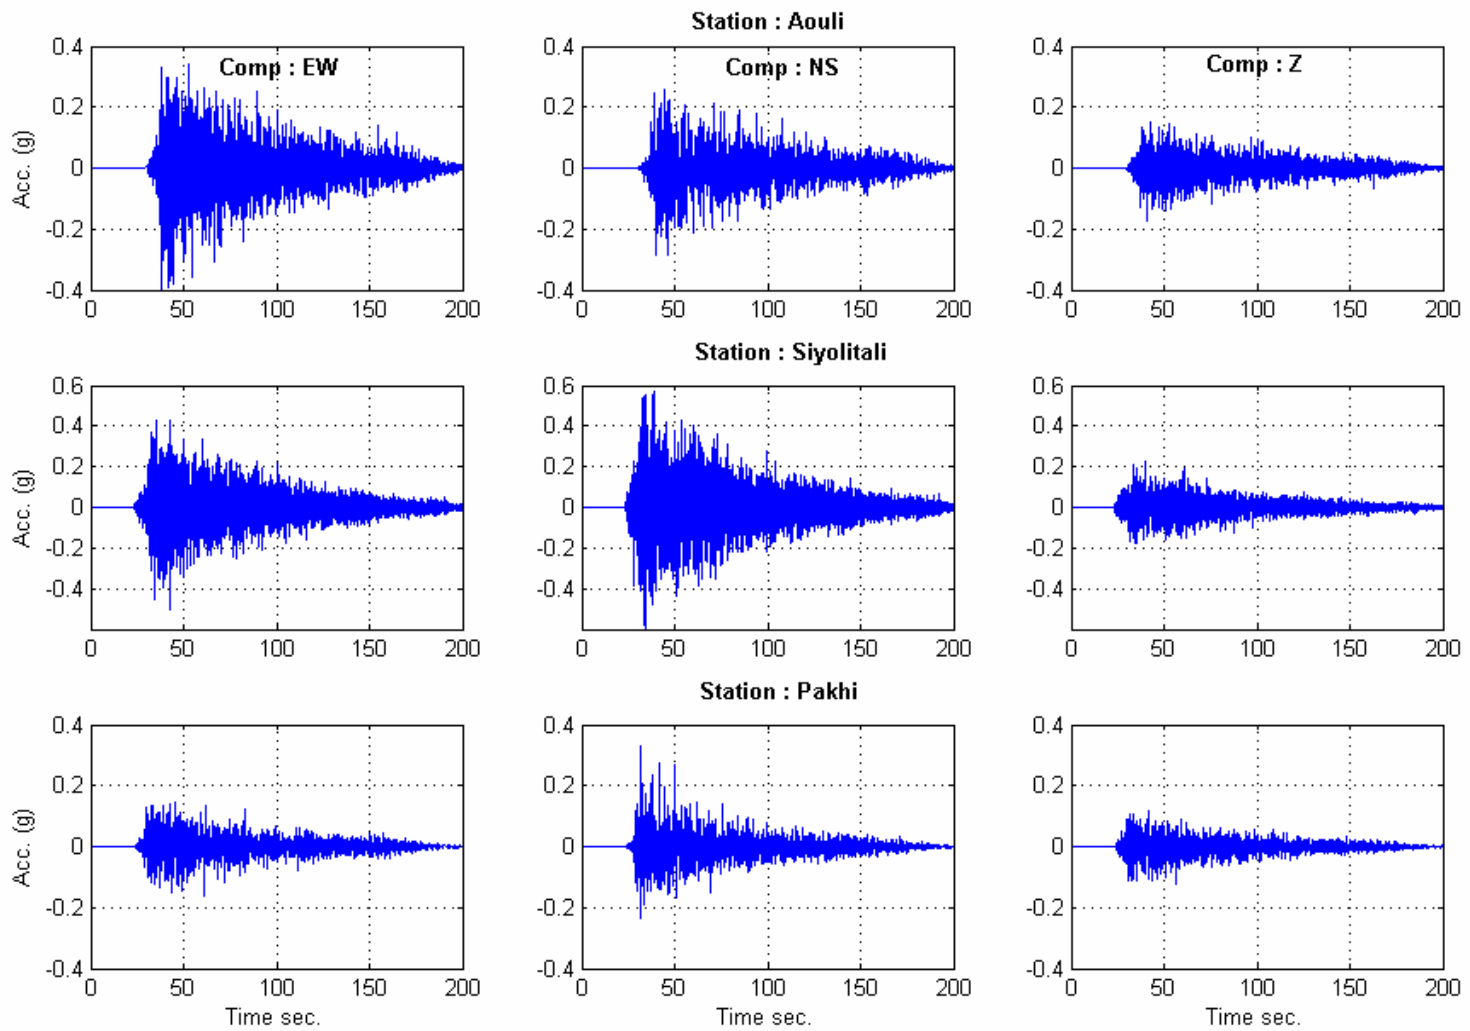 Station : Aouli
0.4 0.4 0.4
Comp : EW Comp : NS Comp : Z
0.2 0.2 0.2
Acc. (g)
0 0 0
-0.2 -0.2 -0.2
-0.4 -0.4 -0.4
0 50 100 150 200 0 50 100 150 200 0 50 100 150 200
Station : Siyolitali
0.6 0.6 0.6
0.4 0.4 0.4
0.2 0.2 0.2
Acc. (g)
0 0 0
-0.2 -0.2 -0.2
-0.4 -0.4 -0.4
0 50 100 150 200 0 50 100 150 200 0 50 100 150 200
Station : Pakhi
0.4 0.4 0.4
0.2 0.2 0.2
Acc. (g)
0 0 0
-0.2 -0.2 -0.2
-0.4 -0.4 -0.4
0 50 100 150 200 0 50 100 150 200 0 50 100 150 200
Time sec. Time sec. Time sec.